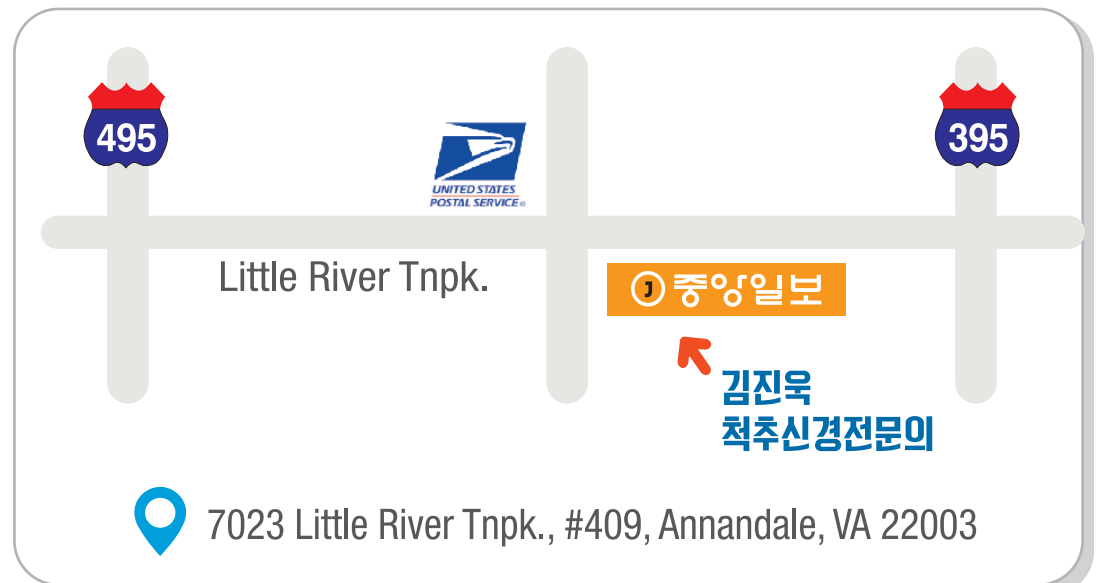 495
395
UNITED STATES
POSTAL SERVICE®
Little River Tnpk.
J 중앙일보
김진욱
척추신경전문의
7023 Little River Tnpk., #409, Annandale, VA 22003